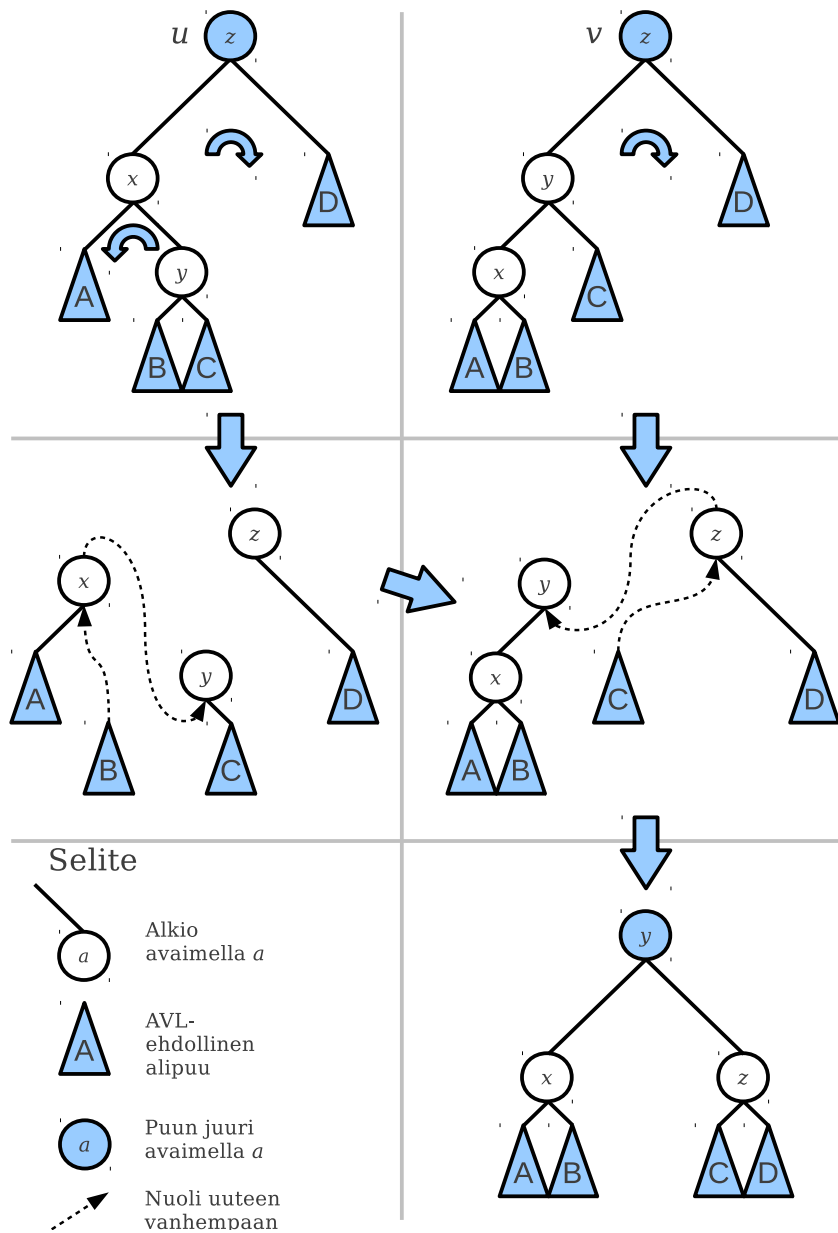 u z
x
D
A
y
B C
v z
y
D
x
C
A B
z
x
A
y
D
B
C
z
y
x
C
D
A B
Selite
a
Alkio
avaimella a
A
AVL-
ehdollinen
alipuu
a
Puun juuri
avaimella a
Nuoli uuteen
vanhempaan
y
x z
A B C D